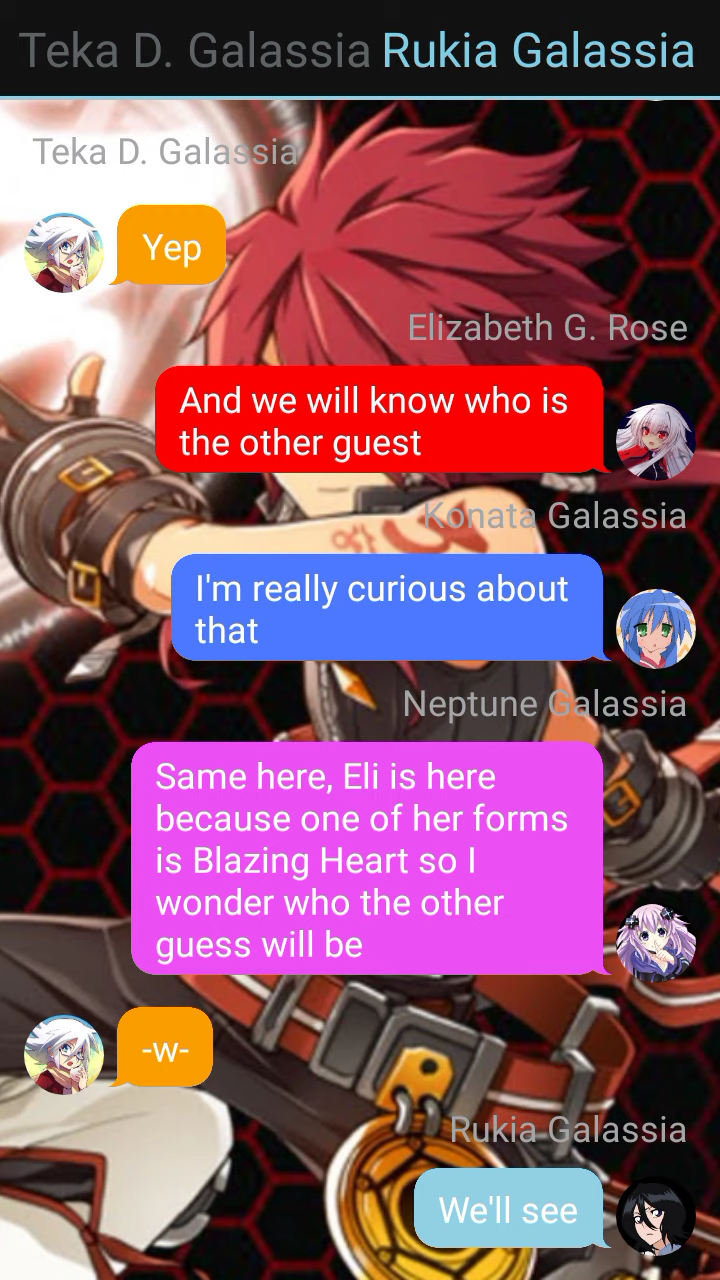 Teka D. Galassia Rukia Galassia
Teka D. Galassia
Yep
Elizabeth G. Rose
And we will know who is
the other guest
Konata Galassia
I'm really curious about
that
Neptune Galassia
Same here, Eli is here
because one of her forms
is Blazing Heart so I
wonder who the other
guess will be
-w-
Rukia Galassia
We'll see